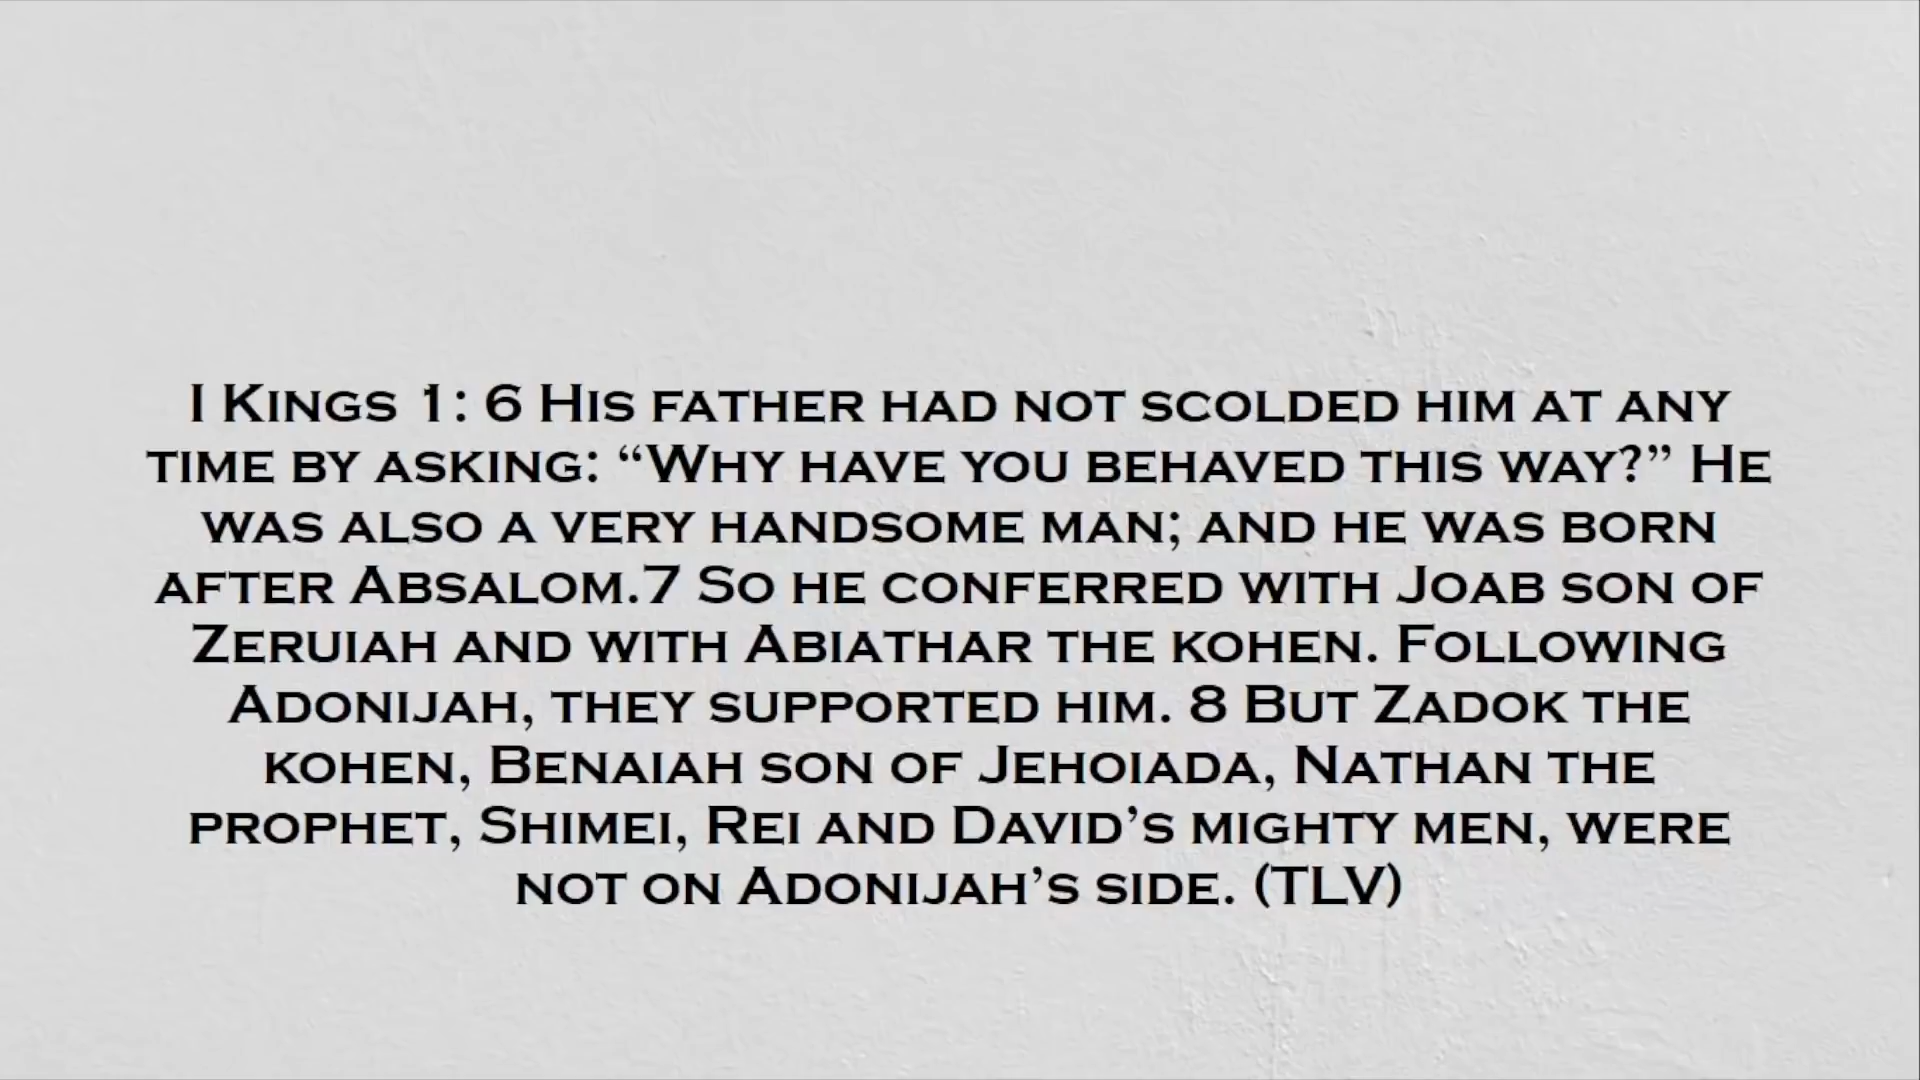 I Kings 1: 6 His father had not scolded him at any
time by asking: “Why have you behaved this way?” He
was also a very handsome man; and he was born
after Absalom.7 So he conferred with Joab son of
Zeruiah and with Abiathar the kohen. Following
Adonijah, they supported him. 8 But Zadok the
kohen, Benaiah son of Jehoiada, Nathan the
prophet, Shimei, Rei and David’s mighty men, were
not on Adonijah’s side. (TLV)